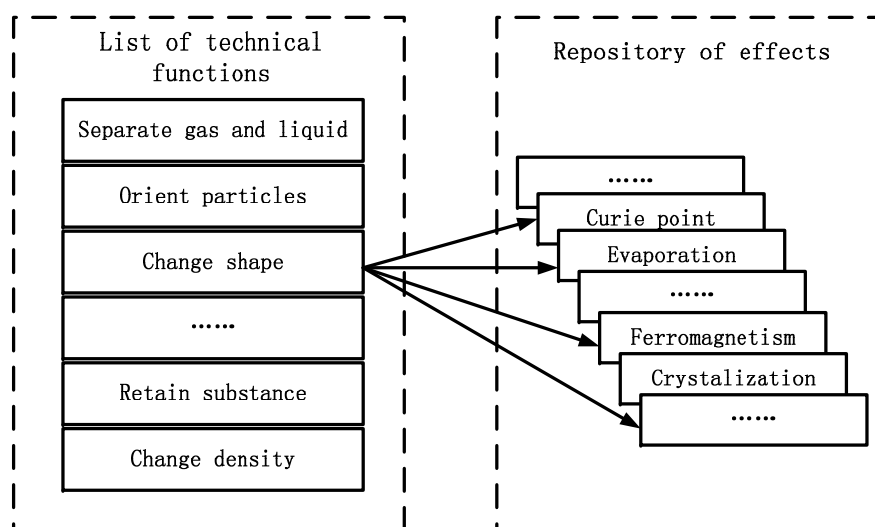 List of technical
functions
Separate gas and liquid
Orient particles
Change shape
……
Retain substance
Change density
Repository of effects
……
Curie point
Evaporation
……
Ferromagnetism
Crystalization
……